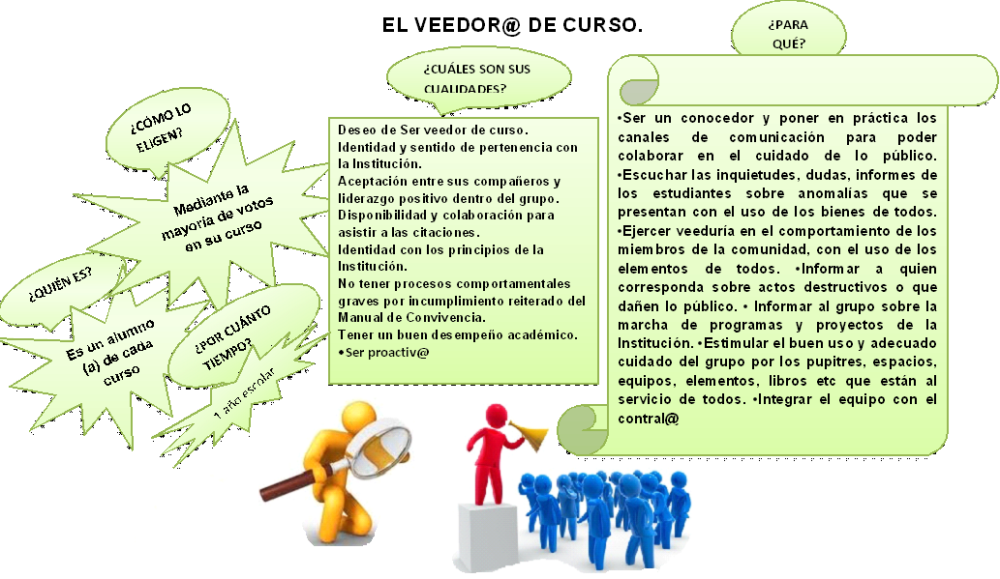 EL VEEDOR@ DE CURSO.
¿CÓMO LO
ELIGEN?
Mediante la
mayoría de votos
en su curso
¿QUIÉN ES?
Es un alumno
(a) de cada
curso
¿POR CUÁNTO
TIEMPO?
1 año escolar
¿CUÁLES SON SUS
CUALIDADES?
Deseo de Ser veedor de curso.
Identidad y sentido de pertenencia con
la Institución.
Aceptación entre sus compañeros y
liderazgo positivo dentro del grupo.
Disponibilidad y colaboración para
asistir a las citaciones.
Identidad con los principios de la
Institución.
No tener procesos comportamentales
graves por incumplimiento reiterado del
Manual de Convivencia.
Tener un buen desempeño académico.
•Ser proactiv@
¿PARA
QUÉ?
•Ser un conocedor y poner en práctica los
canales de comunicación para poder
colaborar en el cuidado de lo público.
•Escuchar las inquietudes, dudas, informes de
los estudiantes sobre anomalías que se
presentan con el uso de los bienes de todos.
•Ejercer veeduría en el comportamiento de los
miembros de la comunidad, con el uso de los
elementos de todos. •Informar a quien
corresponda sobre actos destructivos o que
dañen lo público. • Informar al grupo sobre la
marcha de programas y proyectos de la
Institución. •Estimular el buen uso y adecuado
cuidado del grupo por los pupitres, espacios,
equipos, elementos, libros etc que están al
servicio de todos. •Integrar el equipo con el
contral@